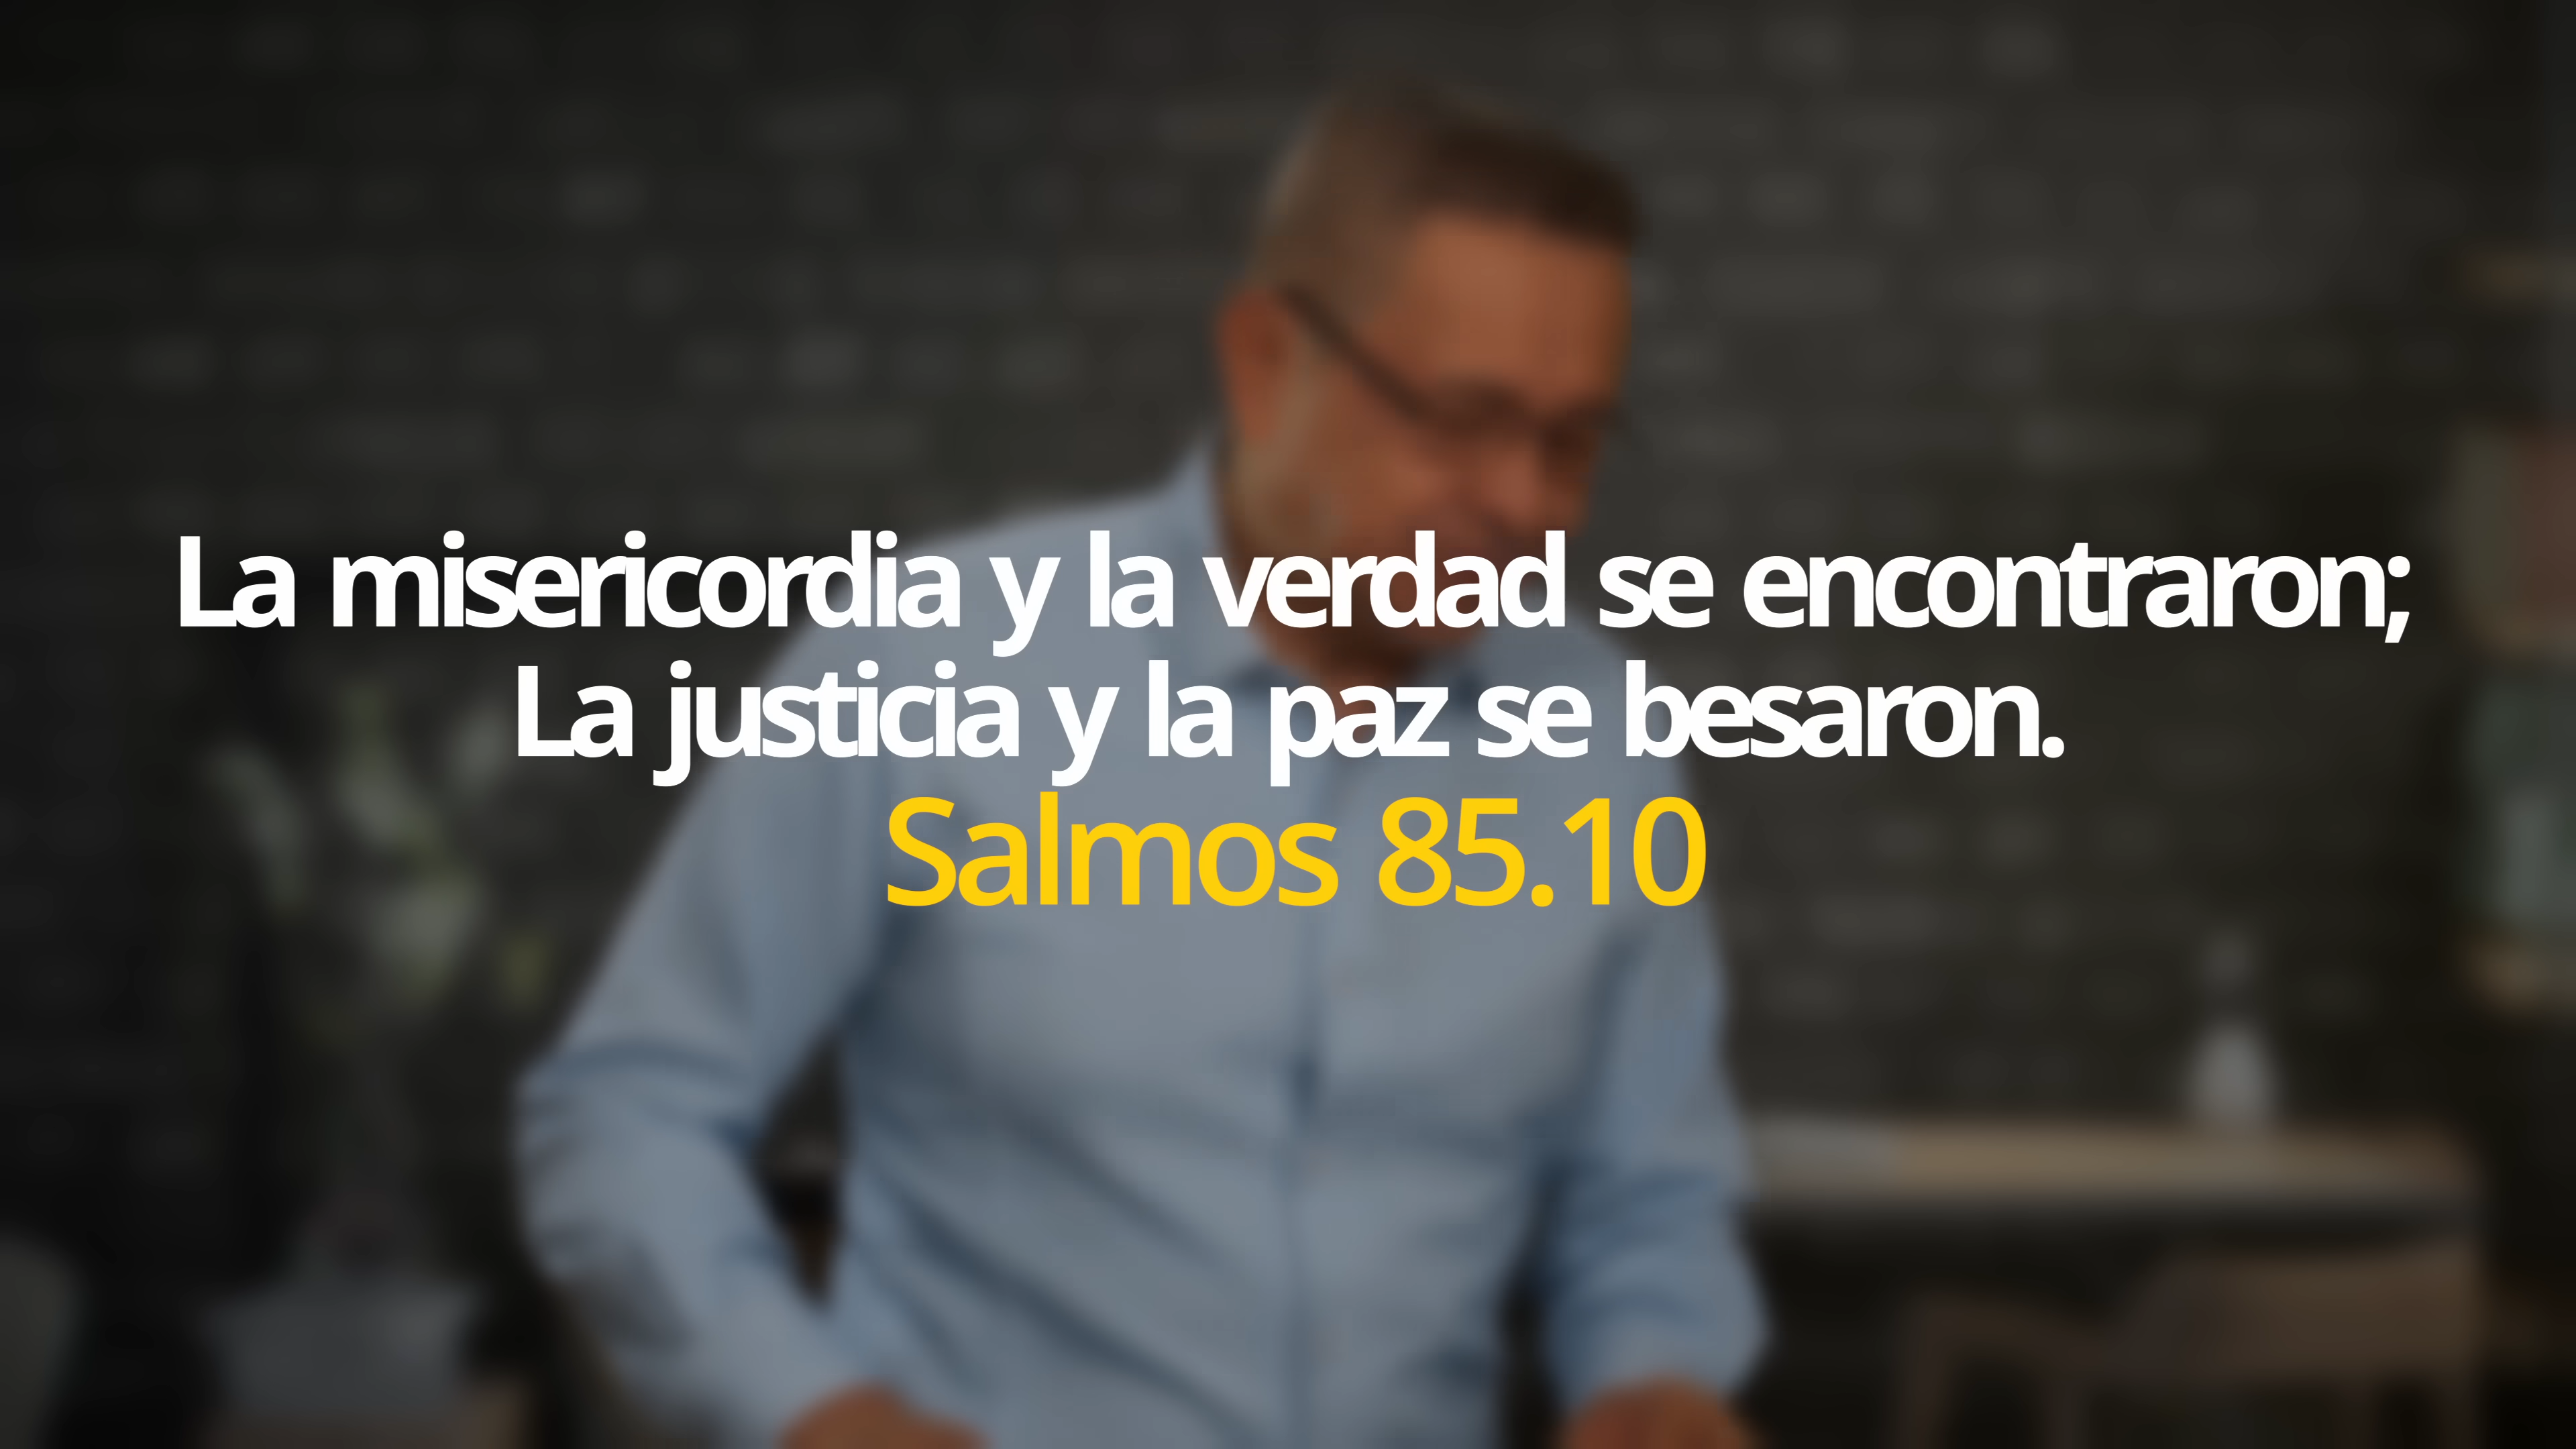 La misericordia y la verdad se encontraron;
La justicia y la paz se besaron.
Salmos 85.10